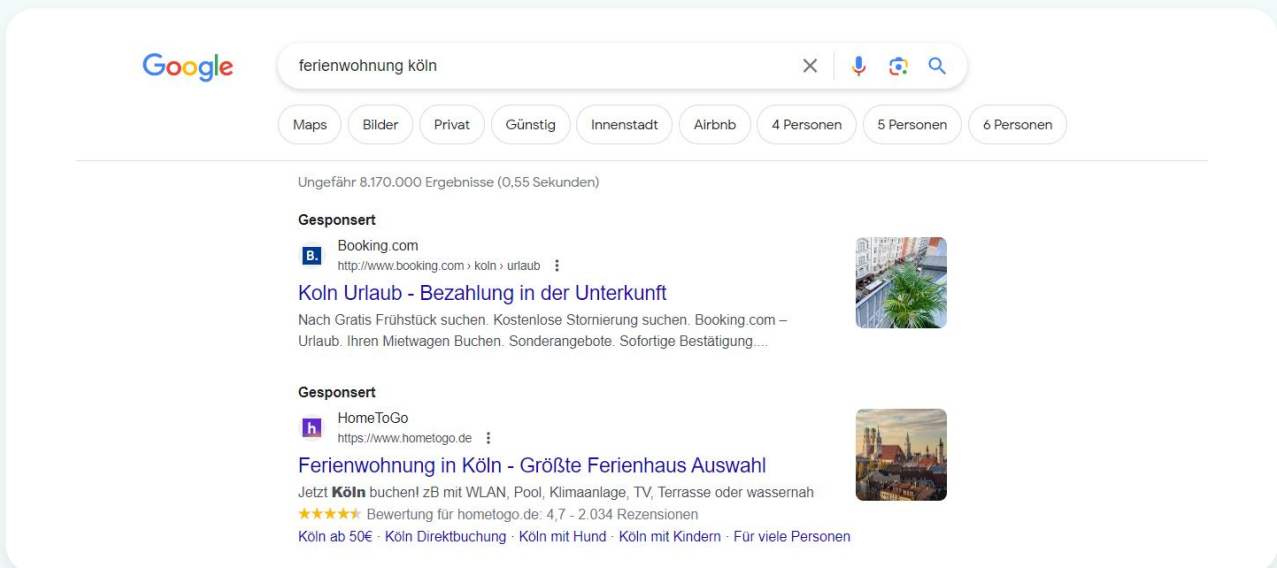 Google
ferienwohnung köln
Maps Bilder Privat Günstig Innenstadt Airbnb 4 Personen 5 Personen 6 Personen
Ungefähr 8.170.000 Ergebnisse (0,55 Sekunden)
Gesponsert
B.
Booking.com
http://www.booking.com › koln › urlaub
Koln Urlaub - Bezahlung in der Unterkunft
Nach Gratis Frühstück suchen. Kostenlose Stornierung suchen. Booking.com –
Urlaub. Ihren Mietwagen Buchen. Sonderangebote. Sofortige Bestätigung....
Gesponsert
h
HomeToGo
https://www.hometogo.de
Ferienwohnung in Köln - Größte Ferienhaus Auswahl
Jetzt Köln buchen! zB mit WLAN, Pool, Klimaanlage, TV, Terrasse oder wassernah
Bewertung für hometogo.de: 4,7 - 2.034 Rezensionen
Köln ab 50€ · Köln Direktbuchung · Köln mit Hund · Köln mit Kindern · Für viele Personen